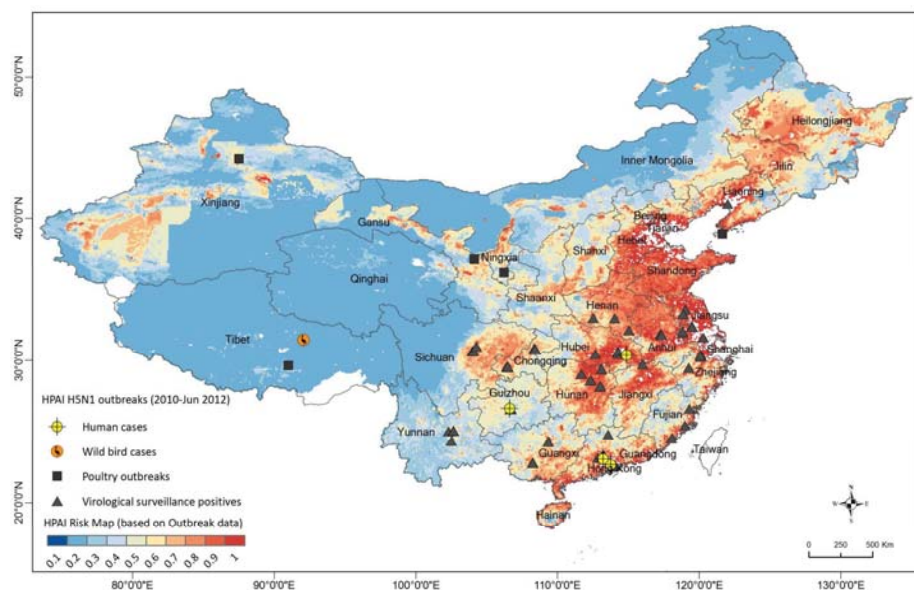 50°0'0"N
40°0'0"N
30°0'0"N
20°0'0"N
Heilongjiang
Inner Mongolia
Jilin
Liaoning
Xinjiang
Gansu
Beijing
Tianjin
Hebei
Ningxia
Shanxi
Shandong
Qinghai
Shaanxi
Henan
Jiangsu
Tibet
Sichuan
Hubei
Anhui
Shanghai
Chongqing
Zhejiang
Guizhou
Hunan
Jiangxi
Fujian
Yunnan
Guangxi
Guangdong
Taiwan
Hong Kong
Hainan
HPAI H5N1 outbreaks (2010-Jun 2012)
Human cases
Wild bird cases
Poultry outbreaks
Virological surveillance positives
HPAI Risk Map (based on Outbreak data)
0.1 0.2 0.3 0.4 0.5 0.6 0.7 0.8 0.9 1
N
W E
S
0 250 500 Km
80°0'0"E 90°0'0"E 100°0'0"E 110°0'0"E 120°0'0"E 130°0'0"E